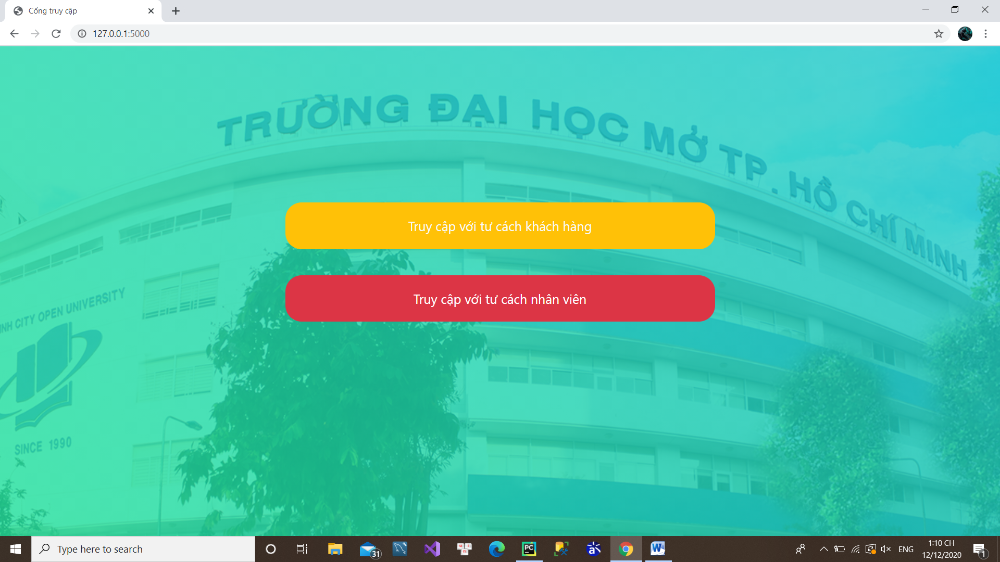 Cổng truy cập
127.0.0.1:5000
TRƯỜNG ĐẠI HỌC MỞ TP. HỒ CHÍ MINH
Truy cập với tư cách khách hàng
Truy cập với tư cách nhân viên
INH CITY OPEN UNIVERSITY
SINCE 1990
Type here to search
31
PC
W
ENG
1:10 CH
12/12/2020
1